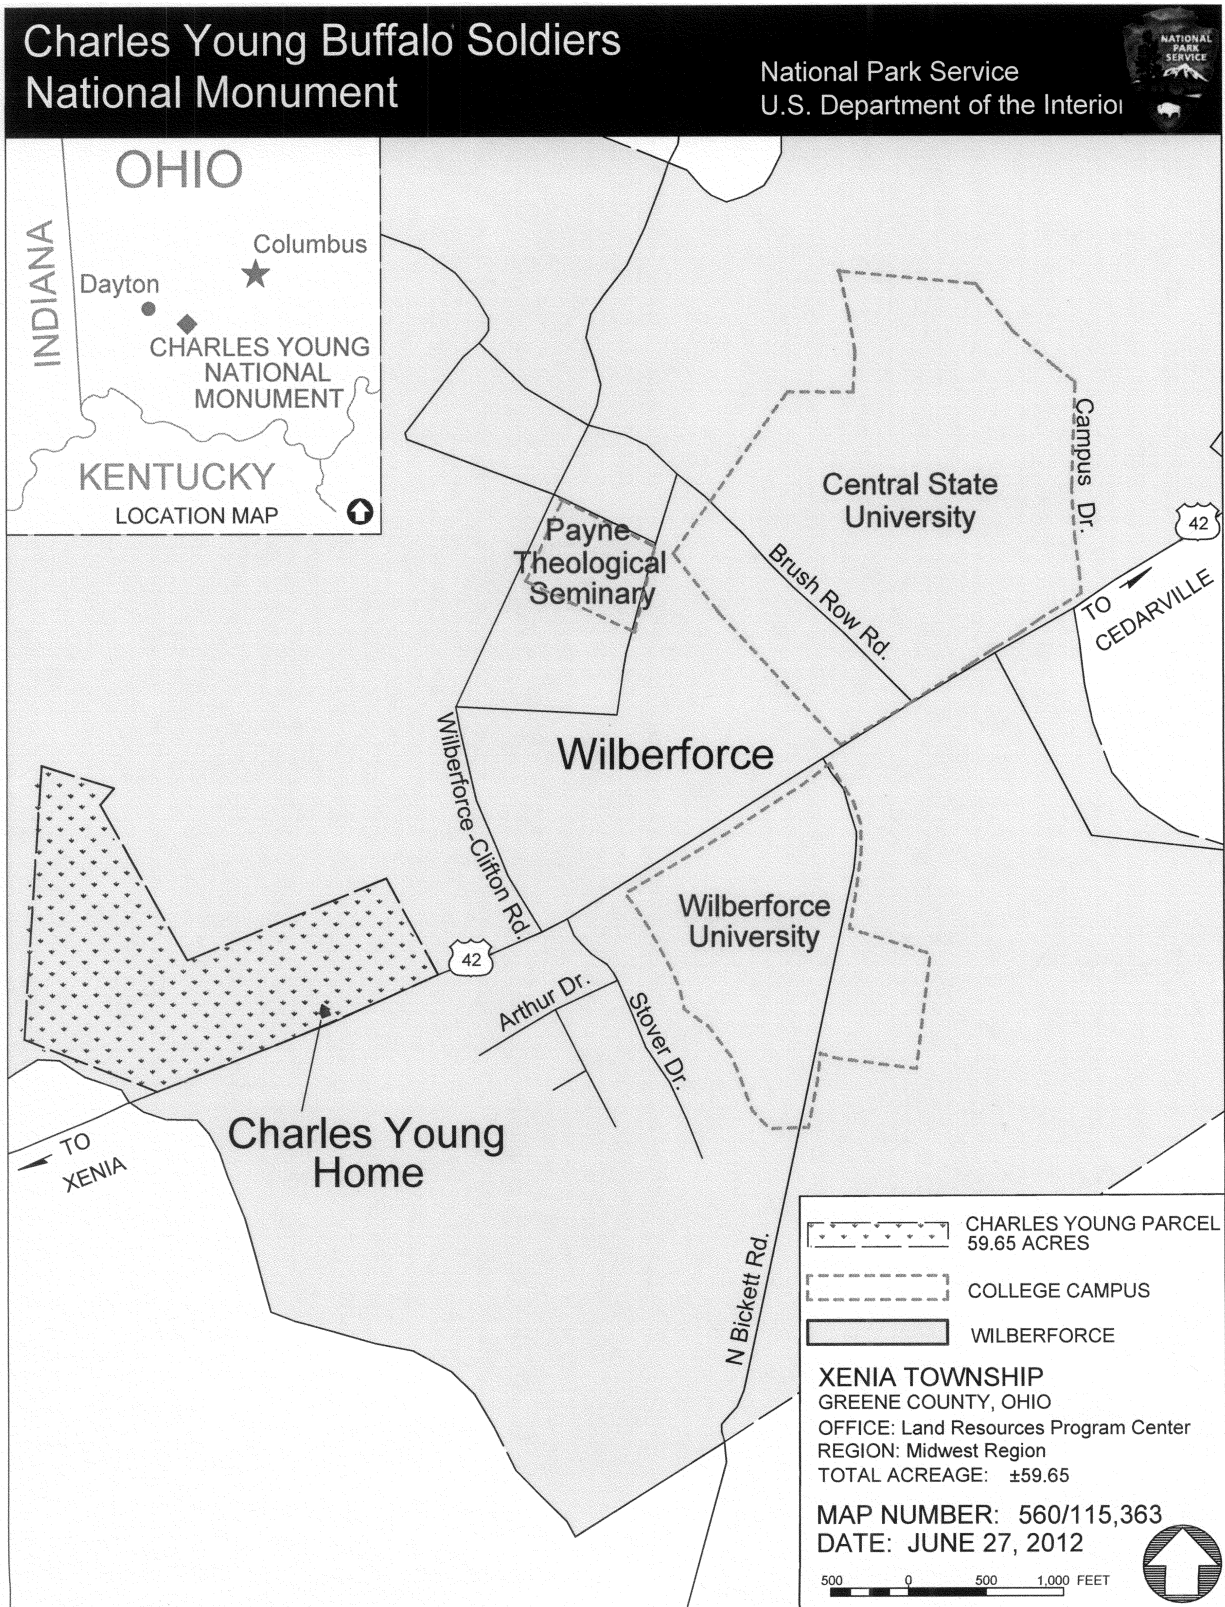 Charles Young Buffalo Soldiers
National Monument
National Park Service
U.S. Department of the Interior
NATIONAL
PARK
SERVICE
OHIO
INDIANA
Columbus
Dayton
CHARLES YOUNG
NATIONAL
MONUMENT
KENTUCKY
LOCATION MAP
Central State
University
Campus Dr.
42
Payne
Theological
Seminary
Brush Row Rd.
TO
CEDARVILLE
Wilberforce
Wilberforce-Clifton Rd.
Wilberforce
University
42
Arthur Dr.
Stover Dr.
Charles Young
Home
TO
XENIA
N Bickett Rd.
CHARLES YOUNG PARCEL
59.65 ACRES
COLLEGE CAMPUS
WILBERFORCE
XENIA TOWNSHIP
GREENE COUNTY, OHIO
OFFICE: Land Resources Program Center
REGION: Midwest Region
TOTAL ACREAGE: ±59.65
MAP NUMBER: 560/115,363
DATE: JUNE 27, 2012
500 0 500 1,000 FEET